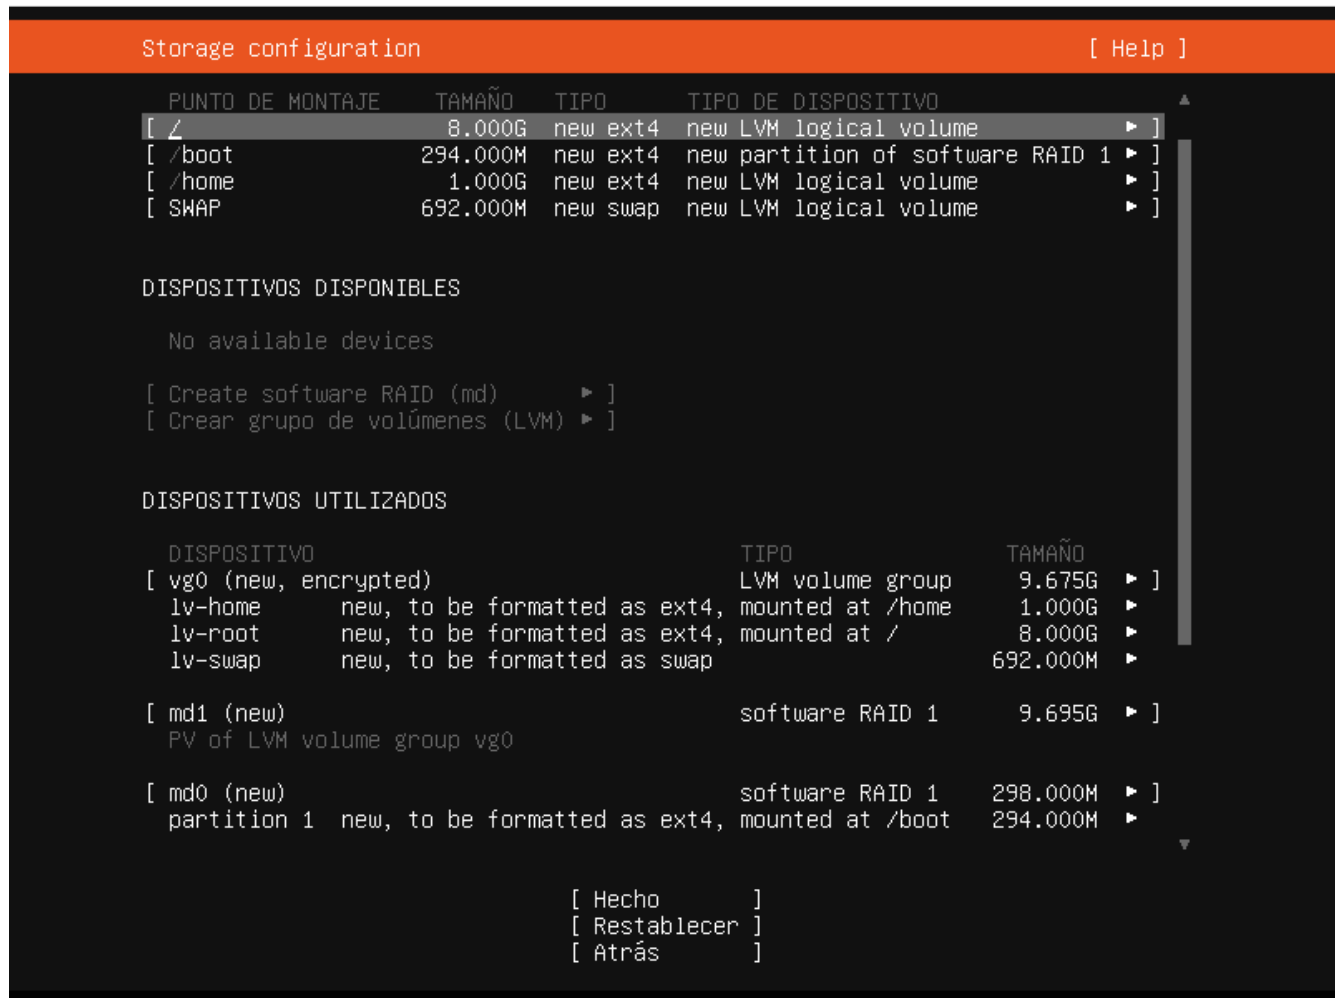 Storage configuration [ Help ]
PUNTO DE MONTAJE TAMAÑO TIPO TIPO DE DISPOSITIVO ▲
[ / 8.000G new ext4 new LVM logical volume ► ]
[ /boot 294.000M new ext4 new partition of software RAID 1 ► ]
[ /home 1.000G new ext4 new LVM logical volume ► ]
[ SWAP 692.000M new swap new LVM logical volume ► ]
DISPOSITIVOS DISPONIBLES
No available devices
[ Create software RAID (md) ► ]
[ Crear grupo de volúmenes (LVM) ► ]
DISPOSITIVOS UTILIZADOS
DISPOSITIVO TIPO TAMAÑO
[ vg0 (new, encrypted) LVM volume group 9.675G ► ]
lv-home new, to be formatted as ext4, mounted at /home 1.000G ►
lv-root new, to be formatted as ext4, mounted at / 8.000G ►
lv-swap new, to be formatted as swap 692.000M ►
[ md1 (new) software RAID 1 9.695G ► ]
PV of LVM volume group vg0
[ md0 (new) software RAID 1 298.000M ► ]
partition 1 new, to be formatted as ext4, mounted at /boot 294.000M ►
▼
[ Hecho ]
[ Restablecer ]
[ Atrás ]